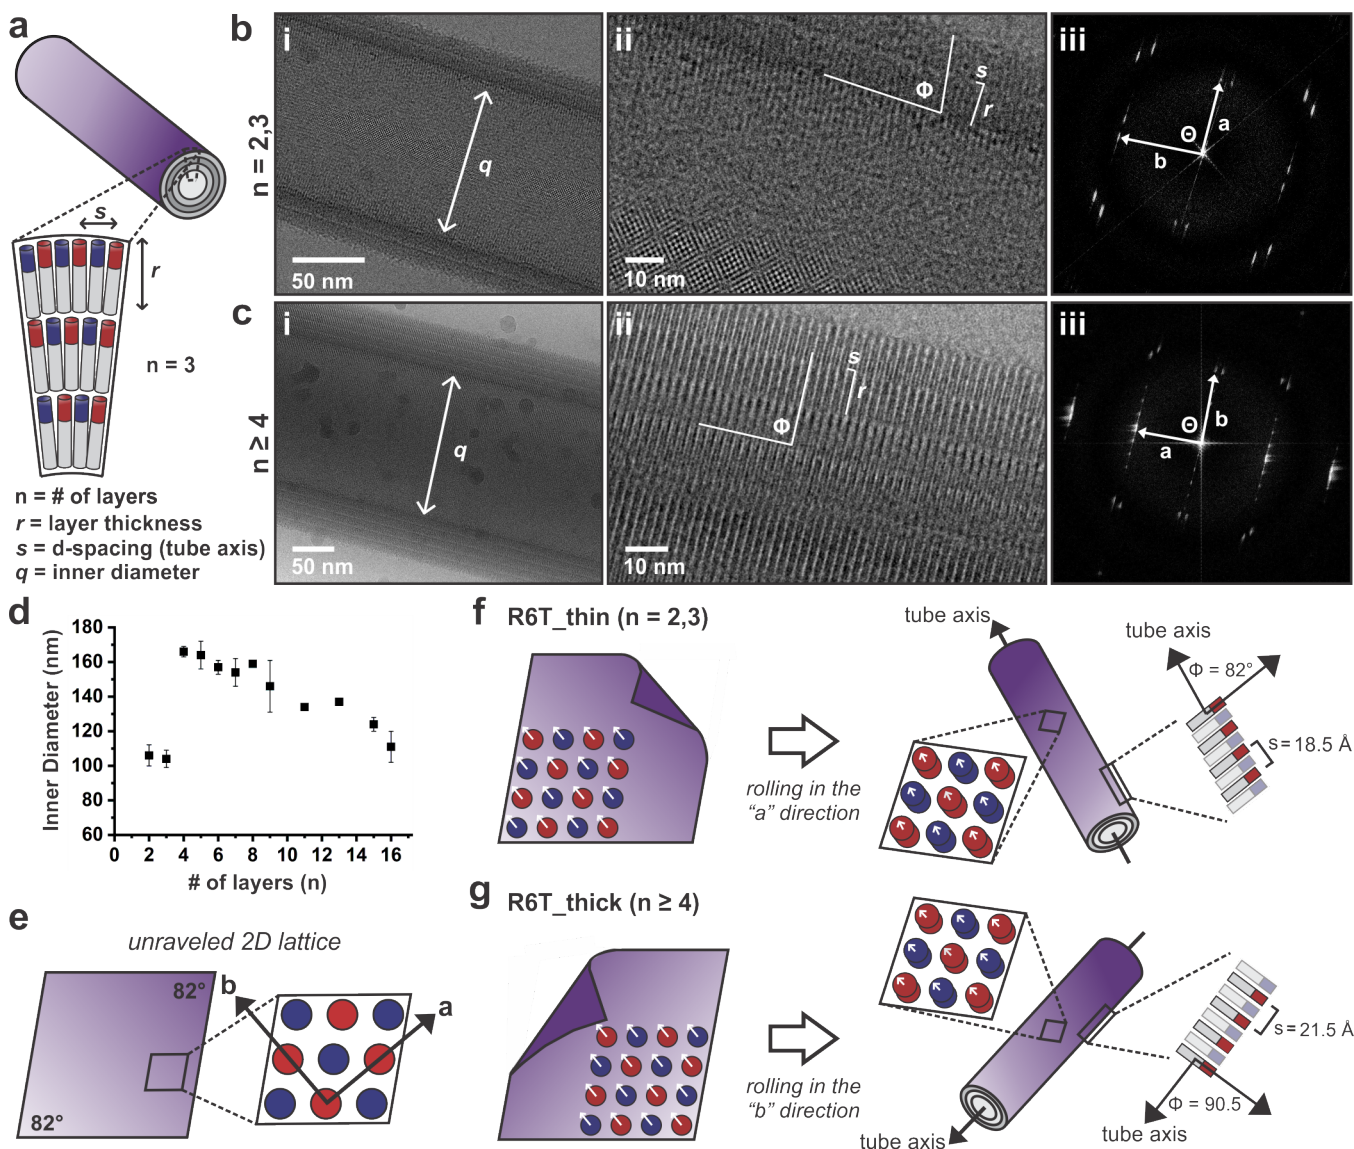 a
s
r
n = 3
n = # of layers
r = layer thickness
s = d-spacing (tube axis)
q = inner diameter
b
n = 2,3
i
q
50 nm
ii
Φ
s
r
10 nm
iii
Θ
a
b
c
n ≥ 4
i
q
50 nm
ii
s
r
Φ
10 nm
iii
Θ
b
a
d
Inner Diameter (nm)
180
160
140
120
100
80
60
0 2 4 6 8 10 12 14 16
# of layers (n)
e
unraveled 2D lattice
82°
b
a
82°
f
R6T_thin (n = 2,3)
rolling in the
“a” direction
tube axis
tube axis
Φ = 82°
s = 18.5 Å
g
R6T_thick (n ≥ 4)
rolling in the
“b” direction
tube axis
s = 21.5 Å
Φ = 90.5
tube axis